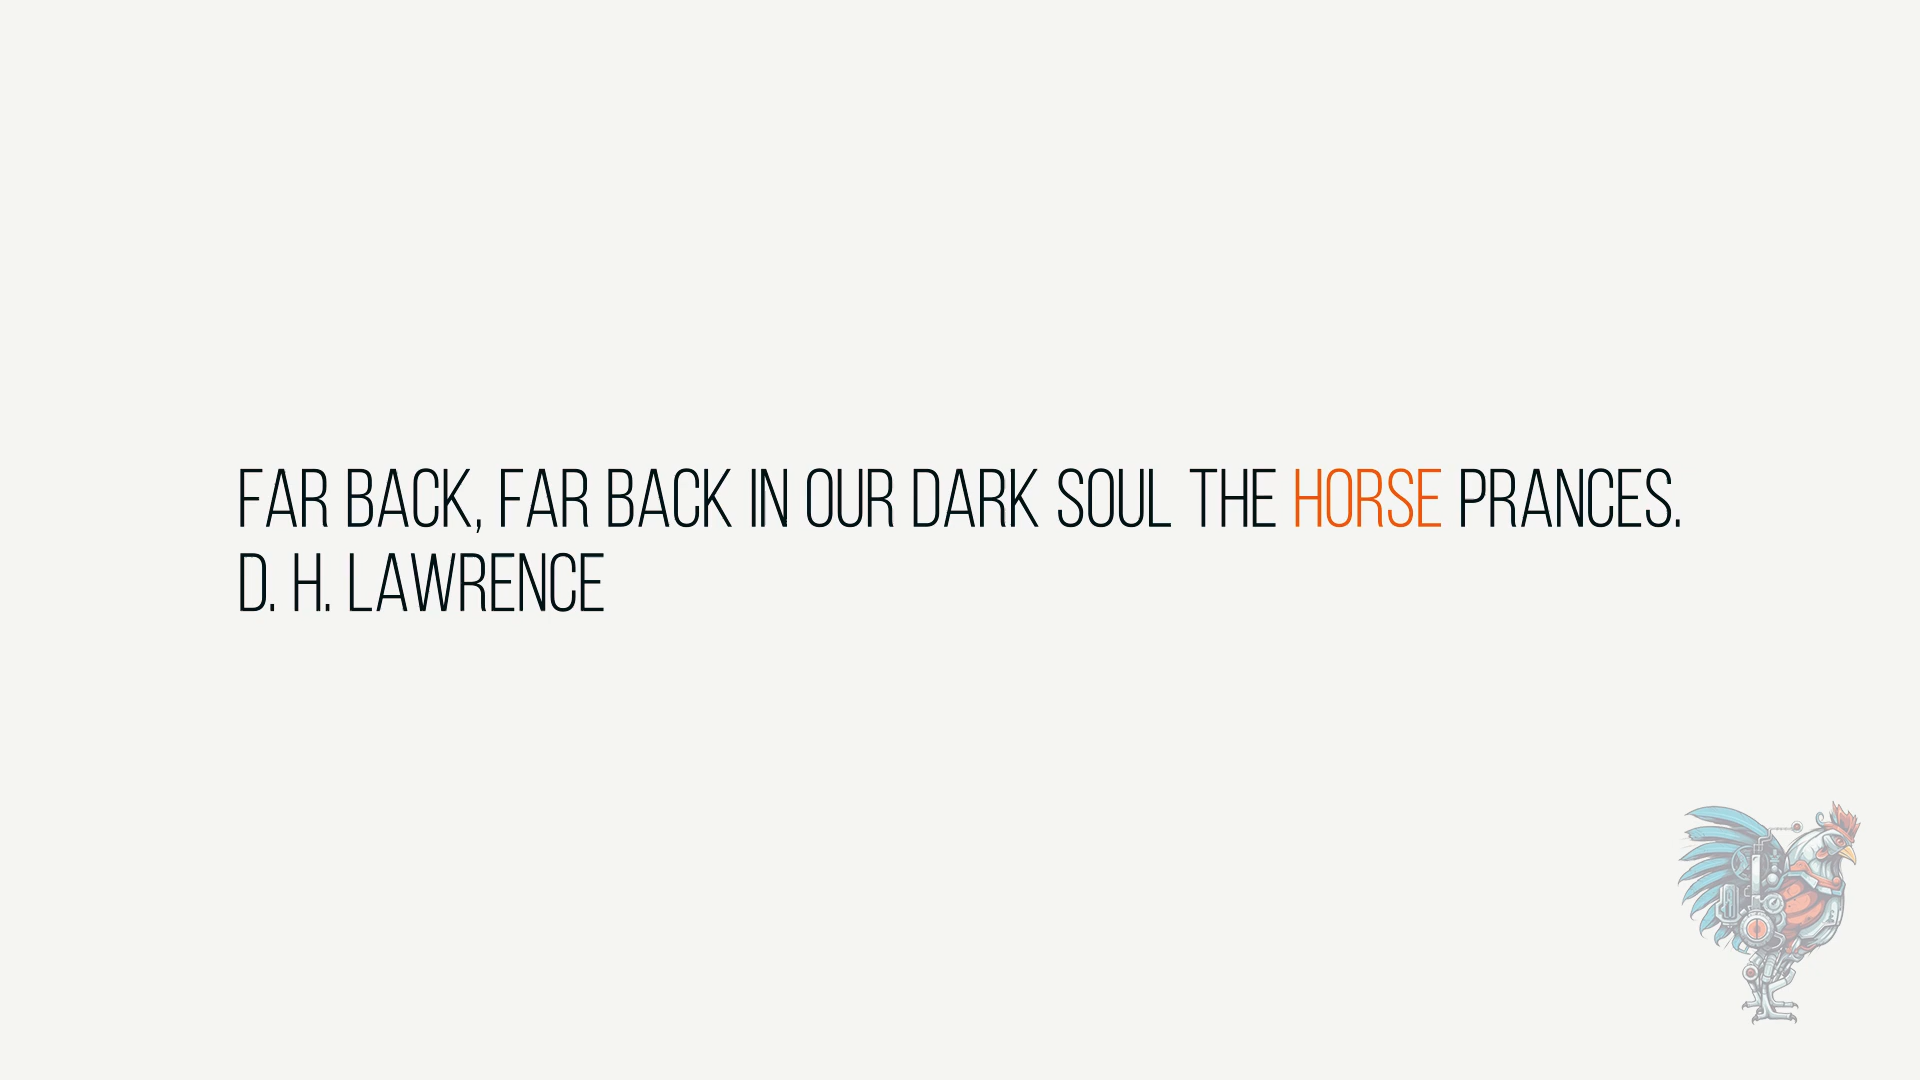 FAR BACK, FAR BACK IN OUR DARK SOUL THE HORSE PRANCES.
D. H. LAWRENCE